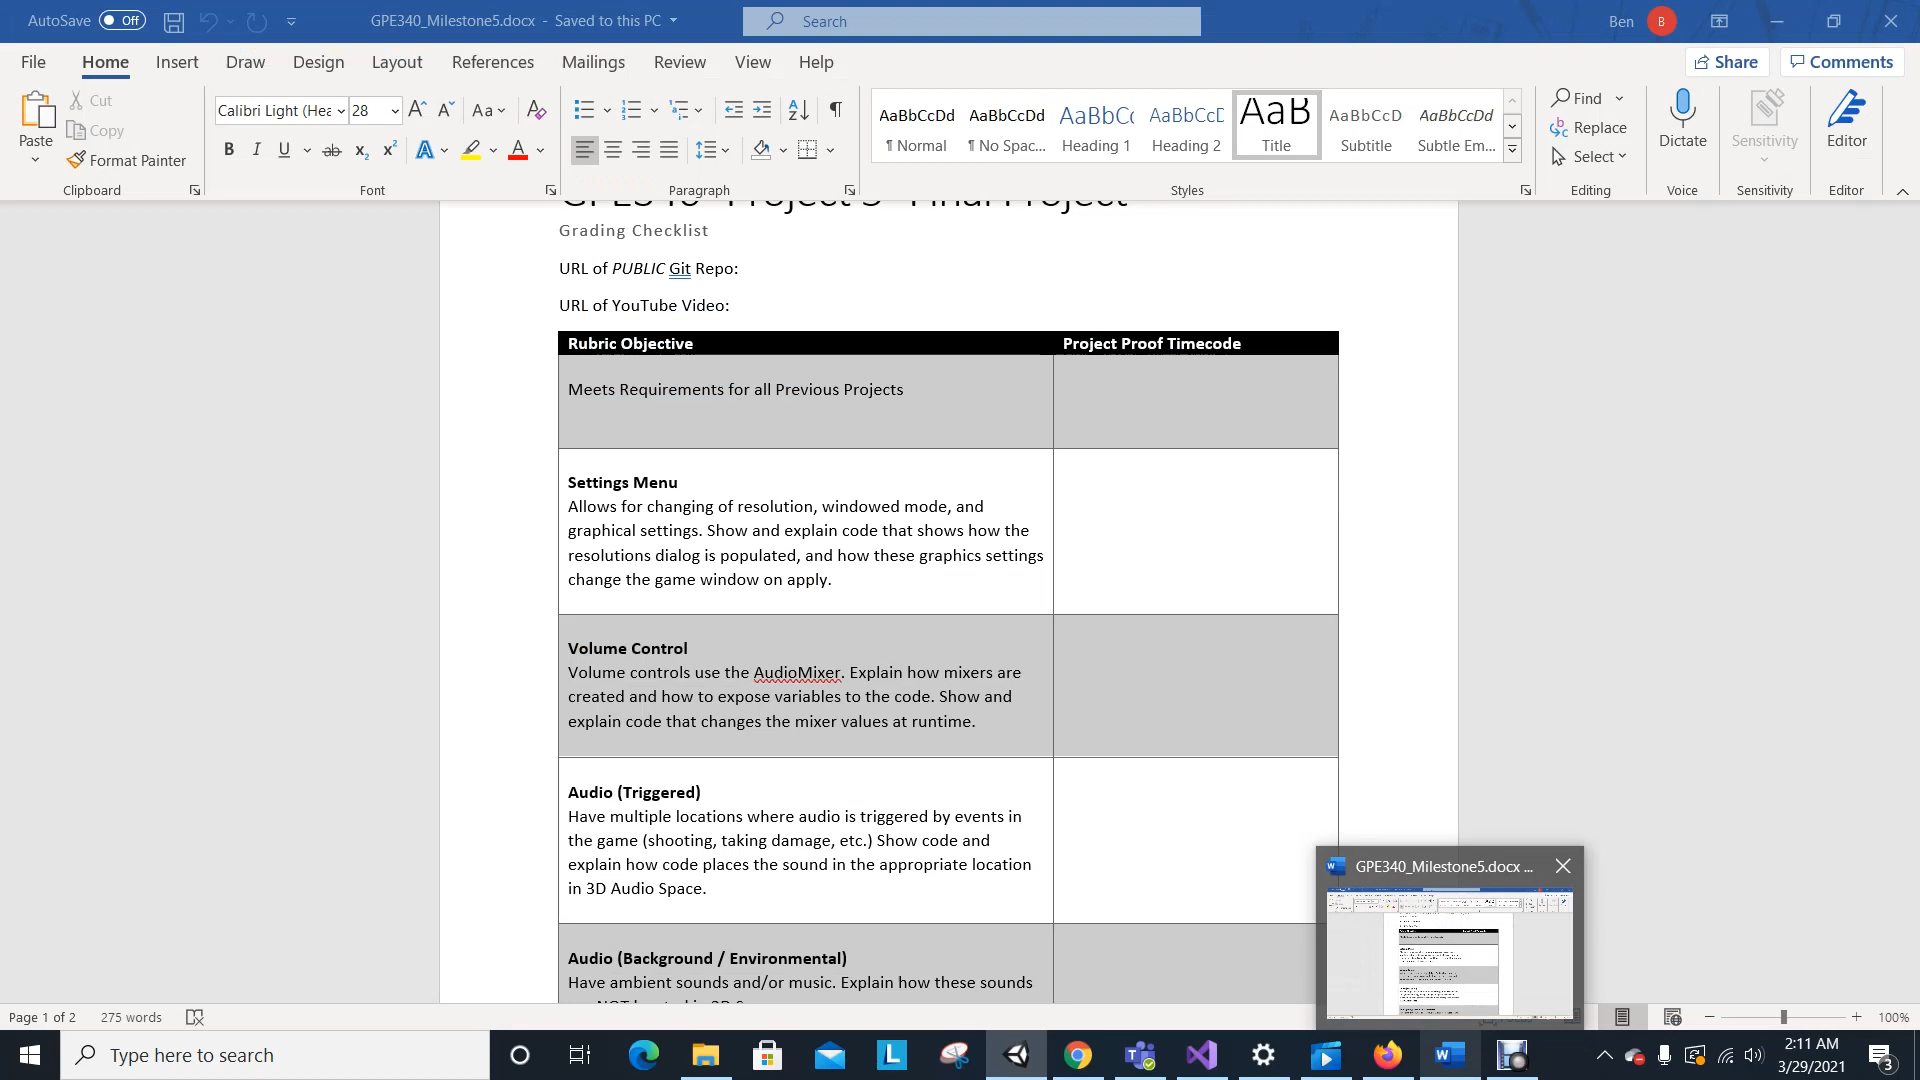 AutoSave Off GPE340_Milestone5.docx - Saved to this PC Search Ben B
File Home Insert Draw Design Layout References Mailings Review View Help Share Comments
Paste Cut Copy Format Painter
Calibri Light (Hea 28 Aa
B I U ab x2 x2 A A
AaBbCcDd AaBbCcDd AaBbCc AaBbCcD AaB AaBbCcD AaBbCcDd
¶ Normal ¶ No Spac... Heading 1 Heading 2 Title Subtitle Subtle Em...
Find
Replace
Select
Dictate Sensitivity Editor
Clipboard Font Paragraph Styles Editing Voice Sensitivity Editor
Grading Checklist
URL of PUBLIC Git Repo:
URL of YouTube Video:
Rubric Objective Project Proof Timecode
Meets Requirements for all Previous Projects
Settings Menu
Allows for changing of resolution, windowed mode, and
graphical settings. Show and explain code that shows how the
resolutions dialog is populated, and how these graphics settings
change the game window on apply.
Volume Control
Volume controls use the AudioMixer. Explain how mixers are
created and how to expose variables to the code. Show and
explain code that changes the mixer values at runtime.
Audio (Triggered)
Have multiple locations where audio is triggered by events in
the game (shooting, taking damage, etc.) Show code and
explain how code places the sound in the appropriate location
in 3D Audio Space.
Audio (Background / Environmental)
Have ambient sounds and/or music. Explain how these sounds
GPE340_Milestone5.docx ...
Page 1 of 2 275 words 100%
Type here to search
2:11 AM
3/29/2021
3